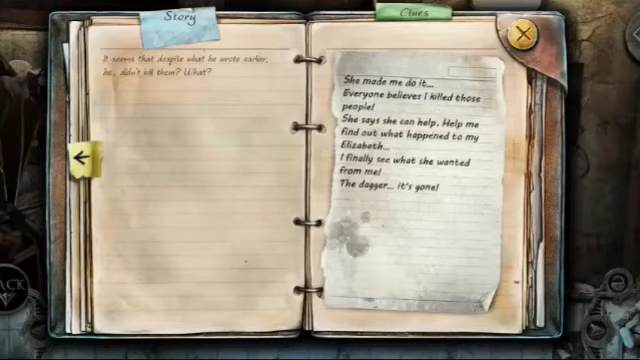 Story
Clues
It seems that despite what he wrote earlier,
he... didn't kill them? What?
She made me do it...
Everyone believes I killed those
people!
She says she can help. Help me
find out what happened to my
Elizabeth...
I finally see what she wanted
from me!
The dagger... it's gone!
ACK